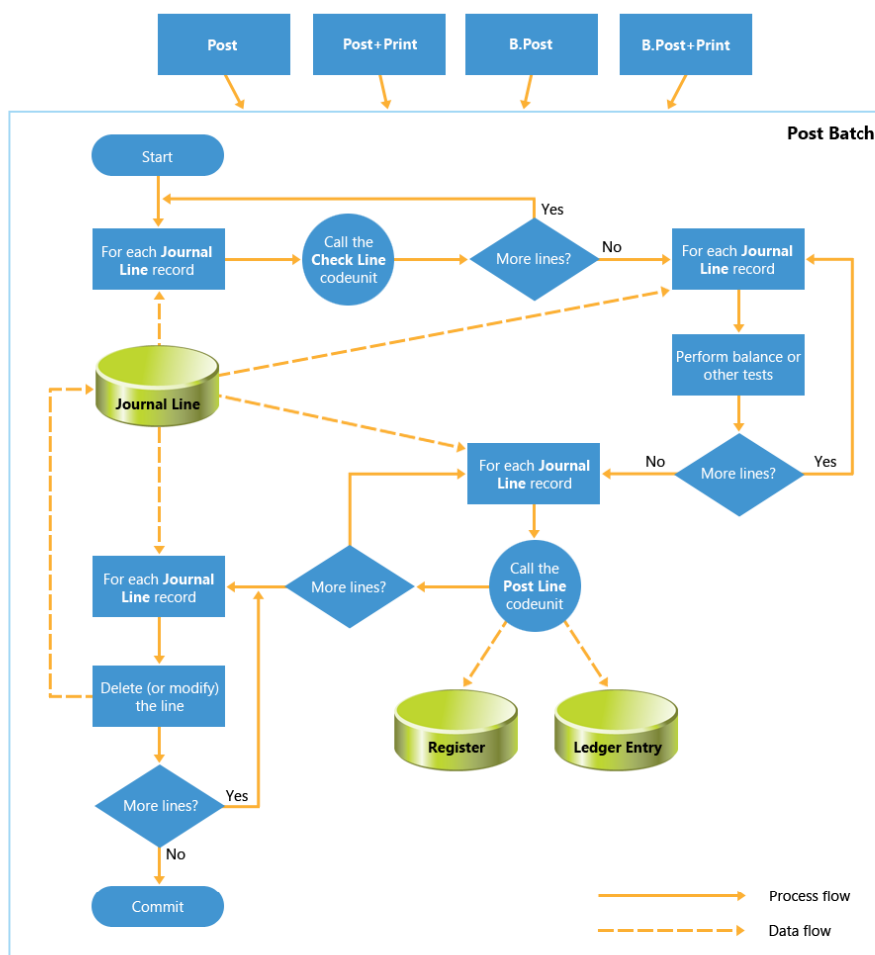 Post
Post+Print
B.Post
B.Post+Print
Post Batch
Start
For each Journal
Line record
Call the
Check Line
codeunit
Yes
More lines?
No
For each Journal
Line record
Perform balance or
other tests
Journal Line
For each Journal
Line record
No
More lines?
Yes
For each Journal
Line record
More lines?
Call the
Post Line
codeunit
Delete (or modify)
the line
Register
Ledger Entry
More lines?
Yes
No
Commit
Process flow
Data flow